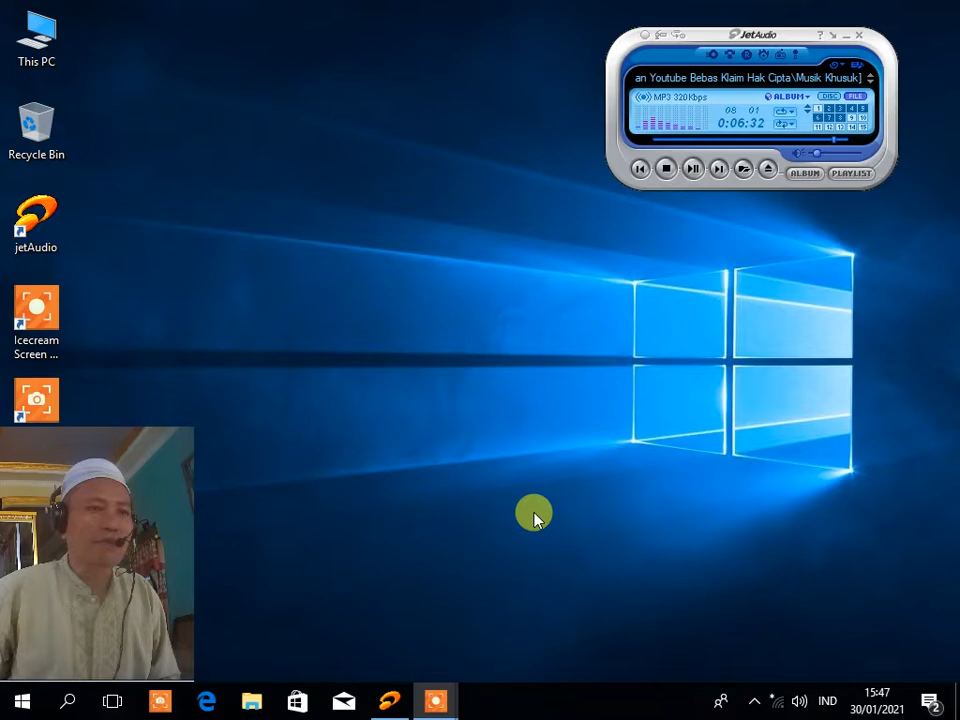 This PC
Recycle Bin
jetAudio
Icecream
Screen ...
JetAudio
an Youtube Bebas Klaim Hak Cipta\Musik Khusuk]
MP3 320Kbps
ALBUM
DISC
FILE
08 01
0:06:32
1 2 3 4 5
6 7 8 9 10
11 12 13 14 15
ALBUM
PLAYLIST
IND
15:47
30/01/2021
2